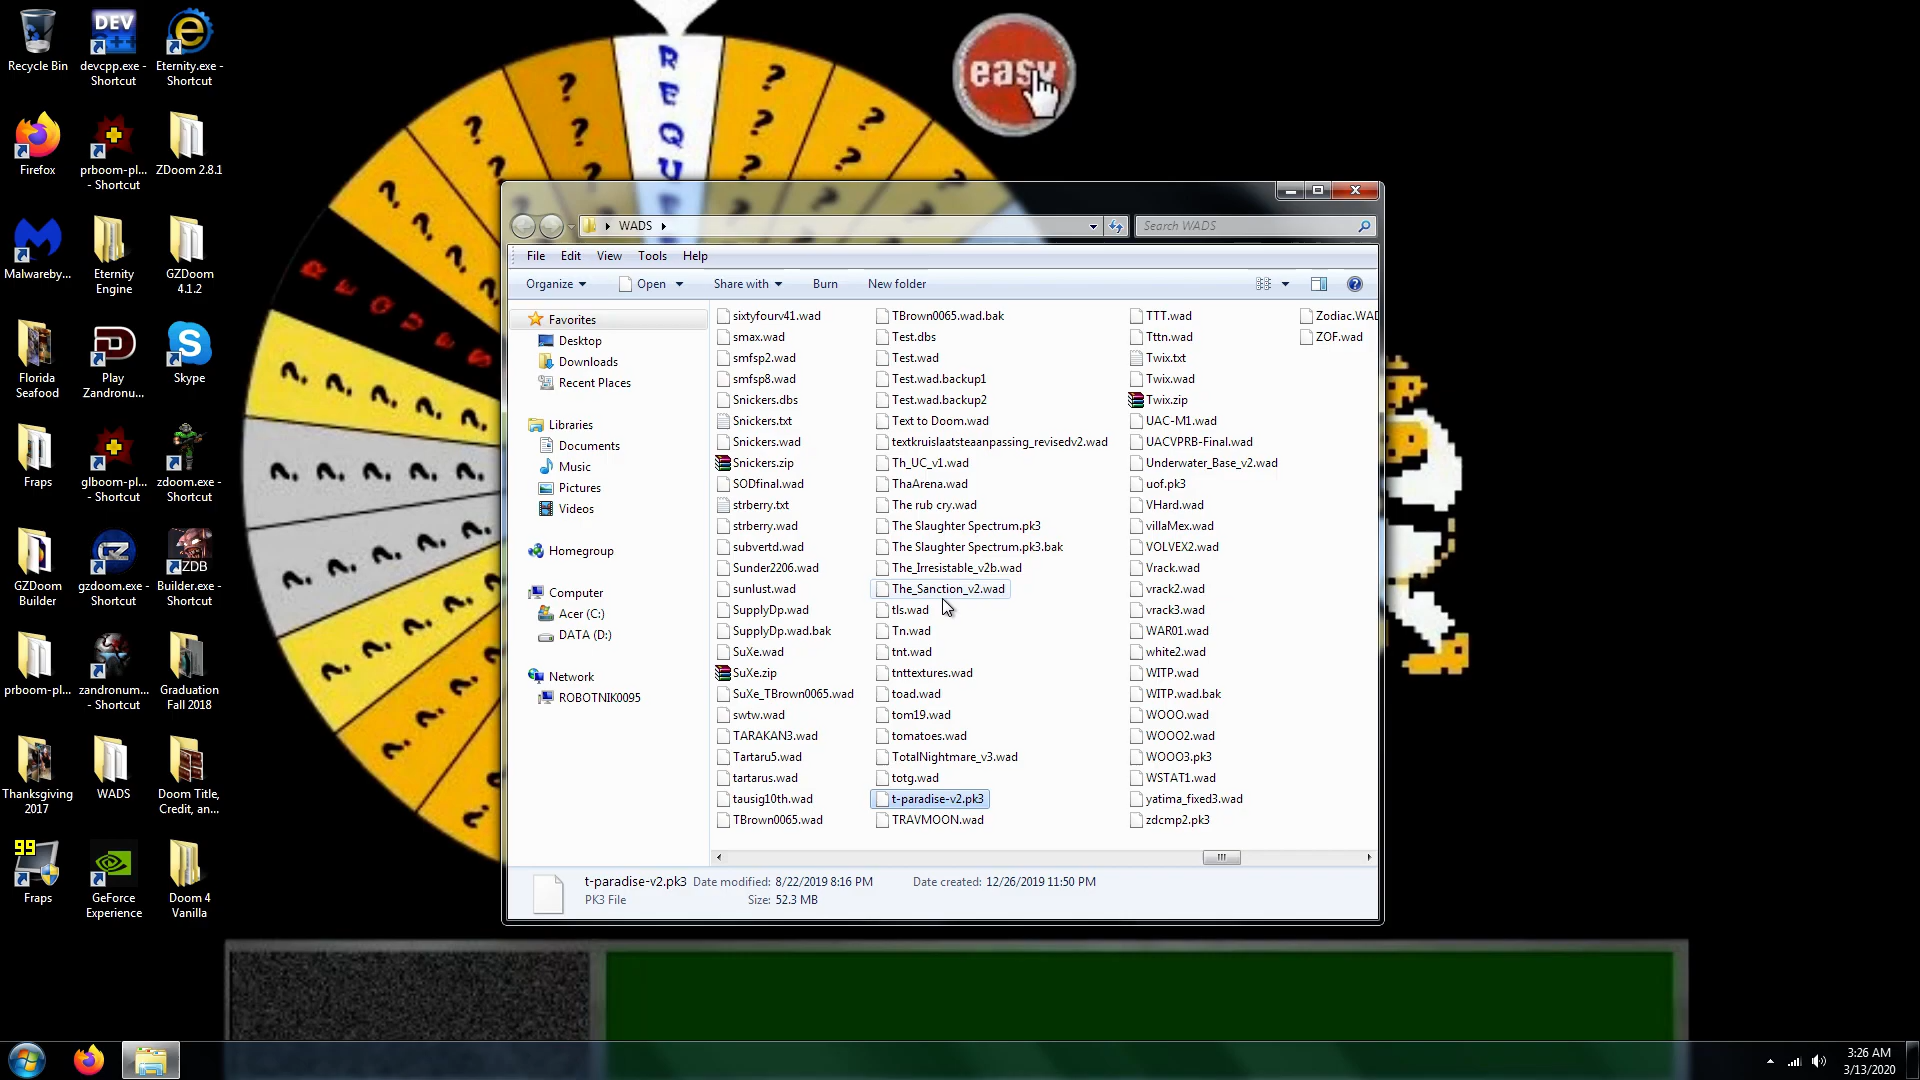 Recycle Bin
devcpp.exe -
Shortcut
Eternity.exe -
Shortcut
Firefox
prboom-pl...
- Shortcut
ZDoom 2.8.1
Malwareby...
Eternity
Engine
GZDoom
4.1.2
Florida
Seafood
Play
Zandronu...
Skype
Fraps
glboom-pl...
- Shortcut
zdoom.exe -
Shortcut
GZDoom
Builder
gzdoom.exe -
Shortcut
Builder.exe -
Shortcut
prboom-pl...
zandronum...
- Shortcut
Graduation
Fall 2018
Thanksgiving
2017
WADS
Doom Title,
Credit, an...
99
Fraps
GeForce
Experience
Doom 4
Vanilla
DEV
C++
ZDB
easy
R
E
Q
U
WADS
Search WADS
File Edit View Tools Help
Organize Open Share with Burn New folder
Favorites
Desktop
Downloads
Recent Places
Libraries
Documents
Music
Pictures
Videos
Homegroup
Computer
Acer (C:)
DATA (D:)
Network
ROBOTNIK0095
sixtyfourv41.wad
smax.wad
smfsp2.wad
smfsp8.wad
Snickers.dbs
Snickers.txt
Snickers.wad
Snickers.zip
SODfinal.wad
strberry.txt
strberry.wad
subvertd.wad
Sunder2206.wad
sunlust.wad
SupplyDp.wad
SupplyDp.wad.bak
SuXe.wad
SuXe.zip
SuXe_TBrown0065.wad
swtw.wad
TARAKAN3.wad
Tartaru5.wad
tartarus.wad
tausig10th.wad
TBrown0065.wad
TBrown0065.wad.bak
Test.dbs
Test.wad
Test.wad.backup1
Test.wad.backup2
Text to Doom.wad
textkruislaatsteaanpassing_revisedv2.wad
Th_UC_v1.wad
ThaArena.wad
The rub cry.wad
The Slaughter Spectrum.pk3
The Slaughter Spectrum.pk3.bak
The_Irresistable_v2b.wad
The_Sanction_v2.wad
tls.wad
Tn.wad
tnt.wad
tnttextures.wad
toad.wad
tom19.wad
tomatoes.wad
TotalNightmare_v3.wad
totg.wad
t-paradise-v2.pk3
TRAVMOON.wad
TTT.wad
Tttn.wad
Twix.txt
Twix.wad
Twix.zip
UAC-M1.wad
UACVPRB-Final.wad
Underwater_Base_v2.wad
uof.pk3
VHard.wad
villaMex.wad
VOLVEX2.wad
Vrack.wad
vrack2.wad
vrack3.wad
WAR01.wad
white2.wad
WITP.wad
WITP.wad.bak
WOOO.wad
WOOO2.wad
WOOO3.pk3
WSTAT1.wad
yatima_fixed3.wad
zdcmp2.pk3
Zodiac.WAD
ZOF.wad
t-paradise-v2.pk3 Date modified: 8/22/2019 8:16 PM Date created: 12/26/2019 11:50 PM
PK3 File Size: 52.3 MB
3:26 AM
3/13/2020